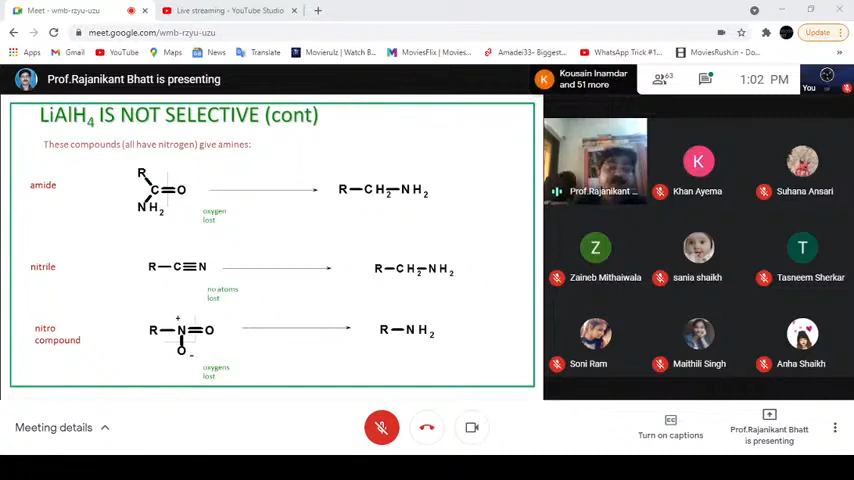 Meet - wmb-rzyu-uzu
Live streaming - YouTube Studio
meet.google.com/wmb-rzyu-uzu
Update
Apps Gmail YouTube Maps News Translate Movierulz | Watch B... MoviesFlix | Movies... Amadei33– Biggest... WhatsApp Trick #1... MoviesRush.in - Do...
Prof.Rajanikant Bhatt is presenting
K
Kousain Inamdar
and 51 more
63
1:02 PM
You
LiAlH4 IS NOT SELECTIVE (cont)
These compounds (all have nitrogen) give amines:
amide
R
C=O
NH2
oxygen
lost
R—CH2—NH2
nitrile
R—C≡N
no atoms
lost
R—CH2—NH2
nitro
compound
+
R—N=O
O -
oxygens
lost
R—NH2
Prof.Rajanikant ...
K
Khan Ayema
Suhana Ansari
Z
Zaineb Mithaiwala
sania shaikh
T
Tasneem Sherkar
Soni Ram
Maithili Singh
Anha Shaikh
Meeting details
Turn on captions
Prof.Rajanikant Bhatt
is presenting